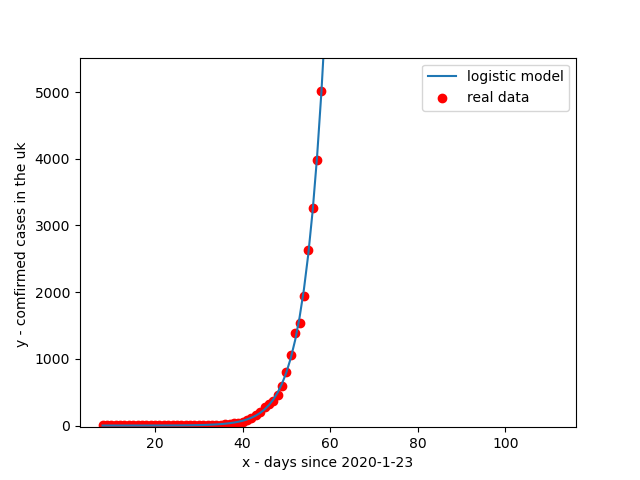 logistic model
real data
5000
4000
3000
2000
1000
0
y - comfirmed cases in the uk
20 40 60 80 100
x - days since 2020-1-23